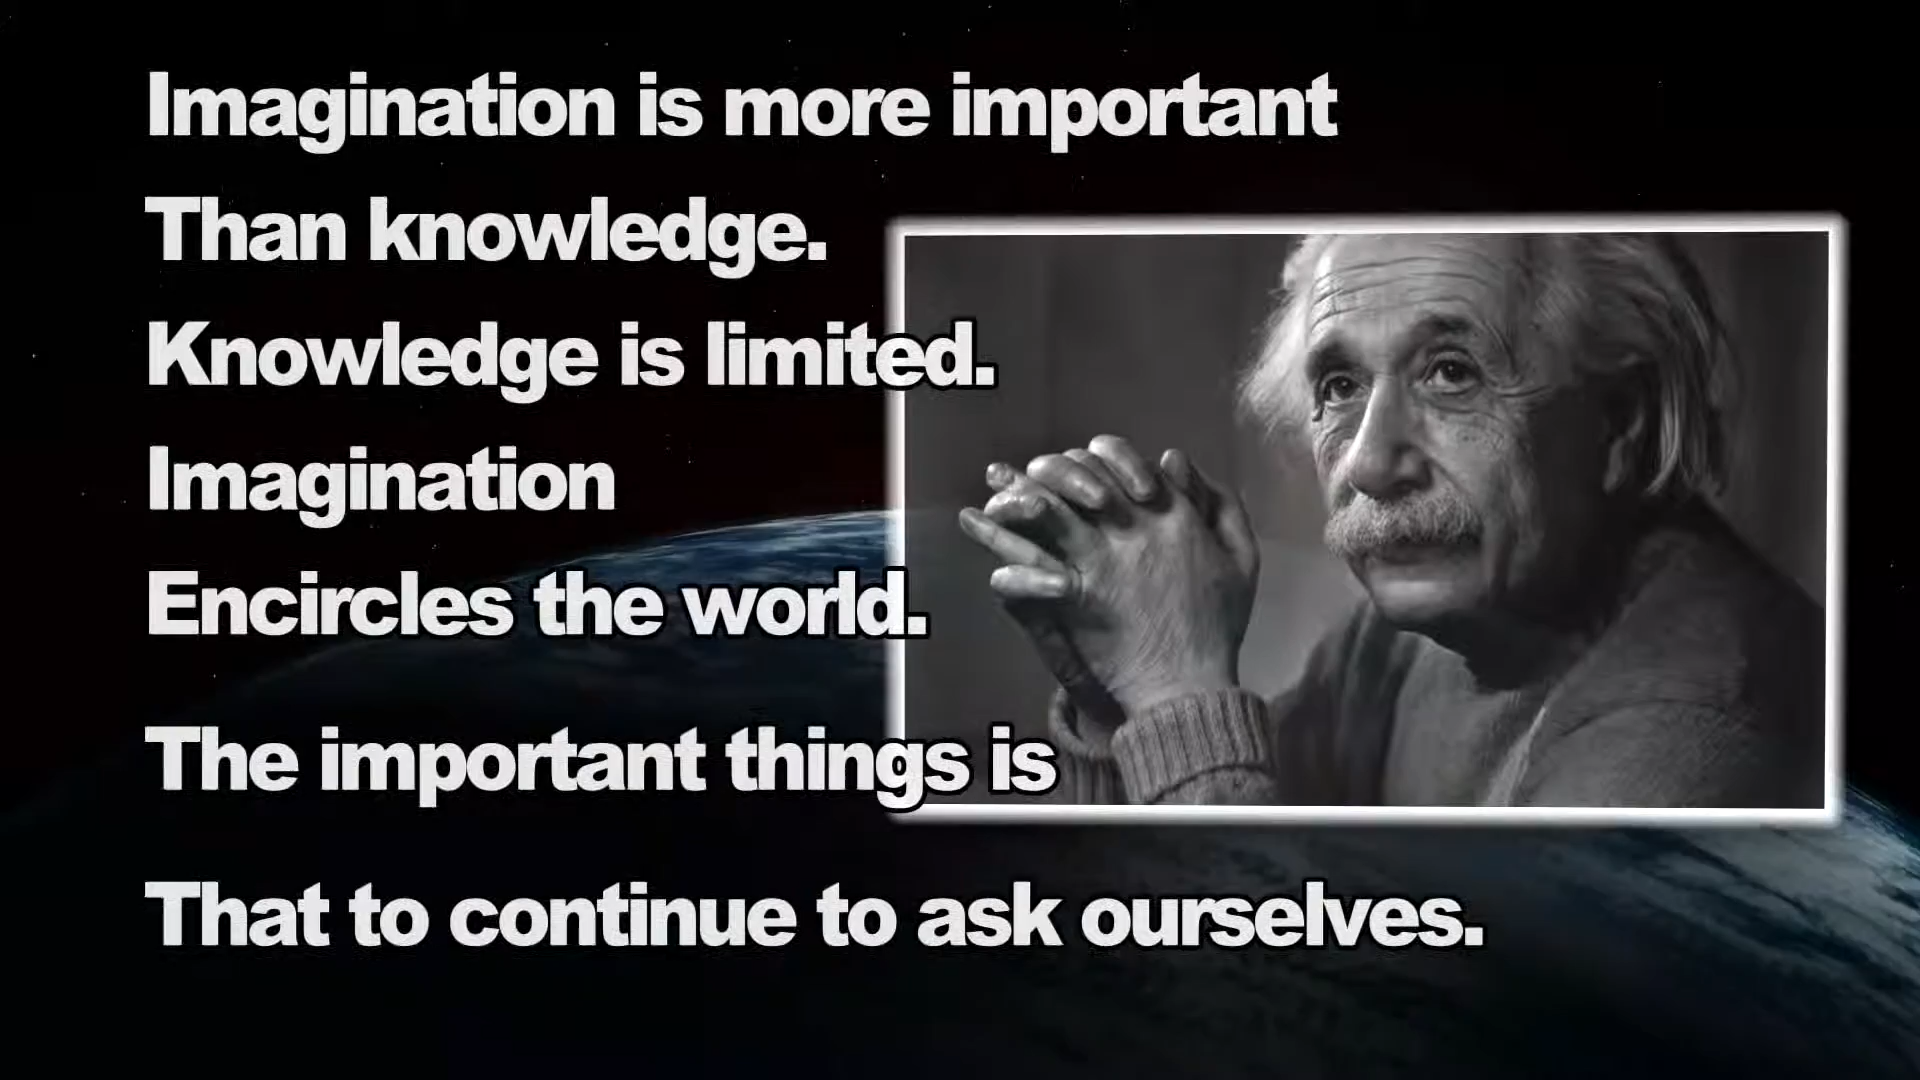 Imagination is more important
Than knowledge.
Knowledge is limited.
Imagination
Encircles the world.
The important things is
That to continue to ask ourselves.